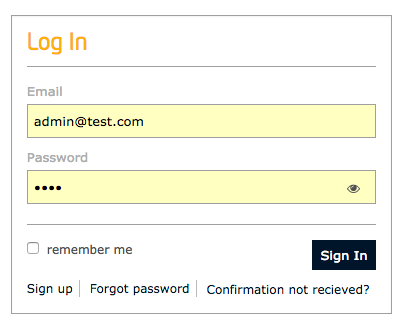 Log In
Email
admin@test.com
Password
••••
remember me
Sign In
Sign up
Forgot password
Confirmation not recieved?